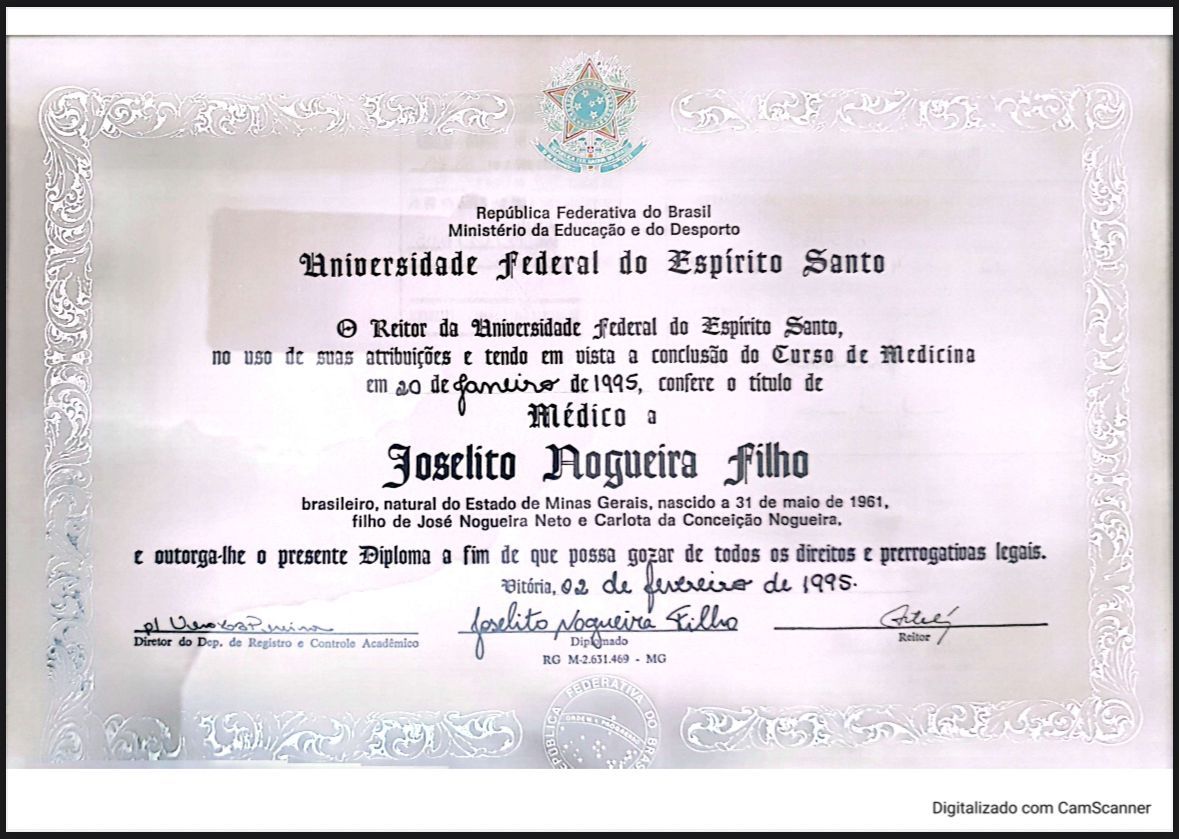 República Federativa do Brasil
Ministério da Educação e do Desporto
Universidade Federal do Espírito Santo
O Reitor da Universidade Federal do Espírito Santo,
no uso de suas atribuições e tendo em vista a conclusão do Curso de Medicina
em 20 de janeiro de 1995, confere o título de
Médico a
Joselito Nogueira Filho
brasileiro, natural do Estado de Minas Gerais, nascido a 31 de maio de 1961,
filho de José Nogueira Neto e Carlota da Conceição Nogueira,
e outorga-lhe o presente Diploma a fim de que possa gozar de todos os direitos e prerrogativas legais.
Vitória, 02 de fevereiro de 1995.
p/
Joselito Nogueira Filho
Diretor do Dep. de Registro e Controle Acadêmico
Diplomado
Reitor
RG M-2.631.469 - MG
REPÚBLICA FEDERATIVA DO BRASIL
Digitalizado com CamScanner